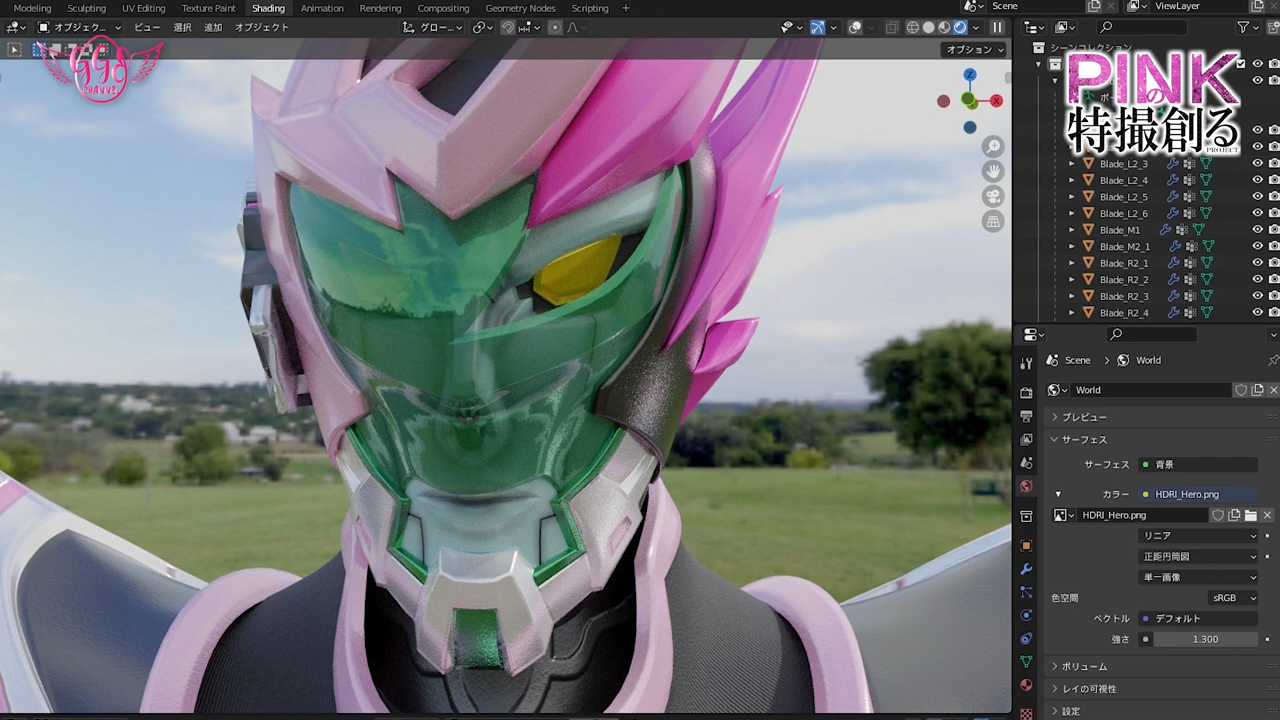 Modeling Sculpting UV Editing Texture Paint Shading Animation Rendering Compositing Geometry Nodes Scripting +
Scene
ViewLayer
オブジェク...
ビュー 選択 追加 オブジェクト
グロー...
オプション
シーンコレクション
GGS
Z
X
PINK
の
特撮創る
PROJECT
Blade_L2_3
Blade_L2_4
Blade_L2_5
Blade_L2_6
Blade_M1
Blade_M2_1
Blade_R2_1
Blade_R2_2
Blade_R2_3
Blade_R2_4
Scene > World
World
プレビュー
サーフェス
サーフェス 背景
カラー HDRI_Hero.png
HDRI_Hero.png
リニア
正距円筒図
単一画像
色空間 sRGB
ベクトル デフォルト
強さ 1.300
ボリューム
レイの可視性
設定